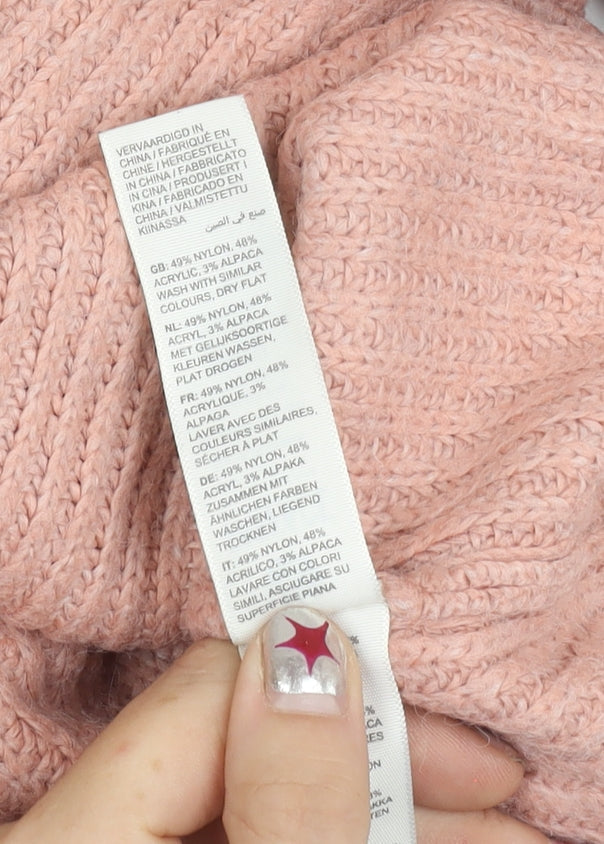 VERVAARDIGD IN
CHINA / FABRIQUÉ EN
CHINE / HERGESTELLT
IN CHINA / FABBRICATO
IN CINA / PRODUSERT I
KINA / FABRICADO EN
CHINA / VALMISTETTU
KIINASSA
صنع في الصين
GB: 49% NYLON, 48%
ACRYLIC, 3% ALPACA
WASH WITH SIMILAR
COLOURS, DRY FLAT
NL: 49% NYLON, 48%
ACRYL, 3% ALPACA
MET GELIJKSOORTIGE
KLEUREN WASSEN,
PLAT DROGEN
FR: 49% NYLON, 48%
ACRYLIQUE, 3%
ALPAGA
LAVER AVEC DES
COULEURS SIMILAIRES,
SÉCHER À PLAT
DE: 49% NYLON, 48%
ACRYL, 3% ALPAKA
ZUSAMMEN MIT
ÄHNLICHEN FARBEN
WASCHEN, LIEGEND
TROCKNEN
IT: 49% NYLON, 48%
ACRILICO, 3% ALPACA
LAVARE CON COLORI
SIMILI, ASCIUGARE SU
SUPERFICIE PIANA